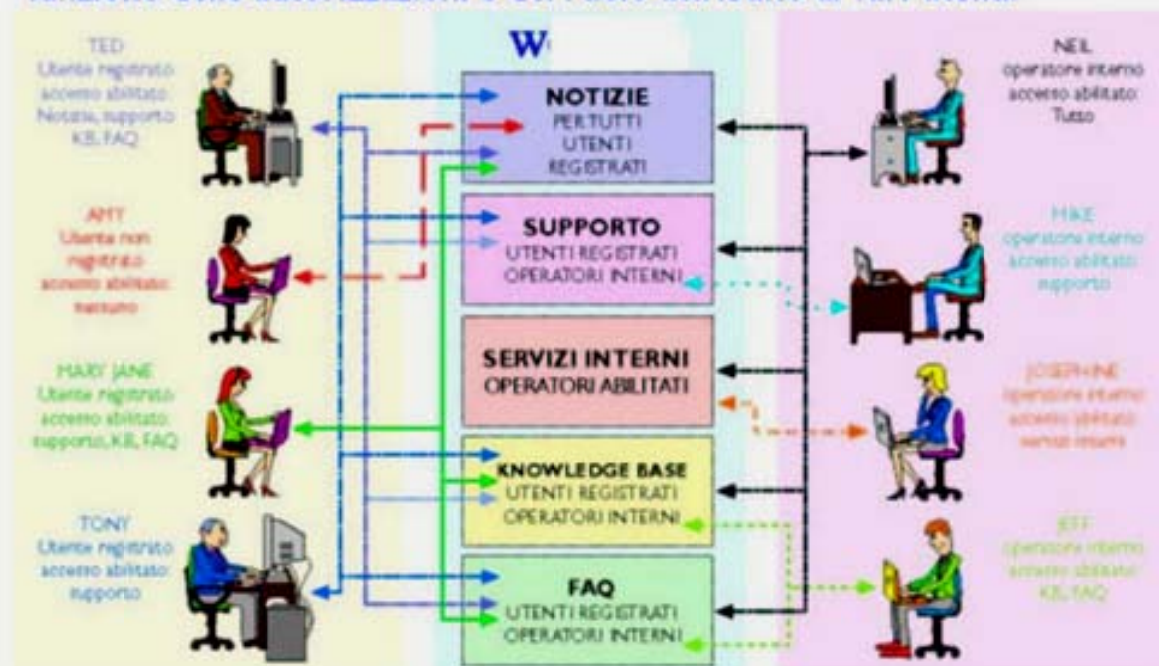 W
TED
Utente registrato
accesso abilitato:
Notizie, supporto
KB, FAQ
AMY
Utente non
registrato
accesso abilitato:
nessuno
MARY JANE
Utente registrato
accesso abilitato:
supporto, KB, FAQ
TONY
Utente registrato
accesso abilitato:
supporto
NOTIZIE
PER TUTTI
UTENTI
REGISTRATI
SUPPORTO
UTENTI REGISTRATI
OPERATORI INTERNI
SERVIZI INTERNI
OPERATORI ABILITATI
KNOWLEDGE BASE
UTENTI REGISTRATI
OPERATORI INTERNI
FAQ
UTENTI REGISTRATI
OPERATORI INTERNI
NEIL
operatore interno
accesso abilitato:
Tutto
MIKE
operatore interno
accesso abilitato:
supporto
JOSEPHINE
operatore interno
accesso abilitato:
servizi
JEFF
operatore interno
accesso abilitato:
KB, FAQ